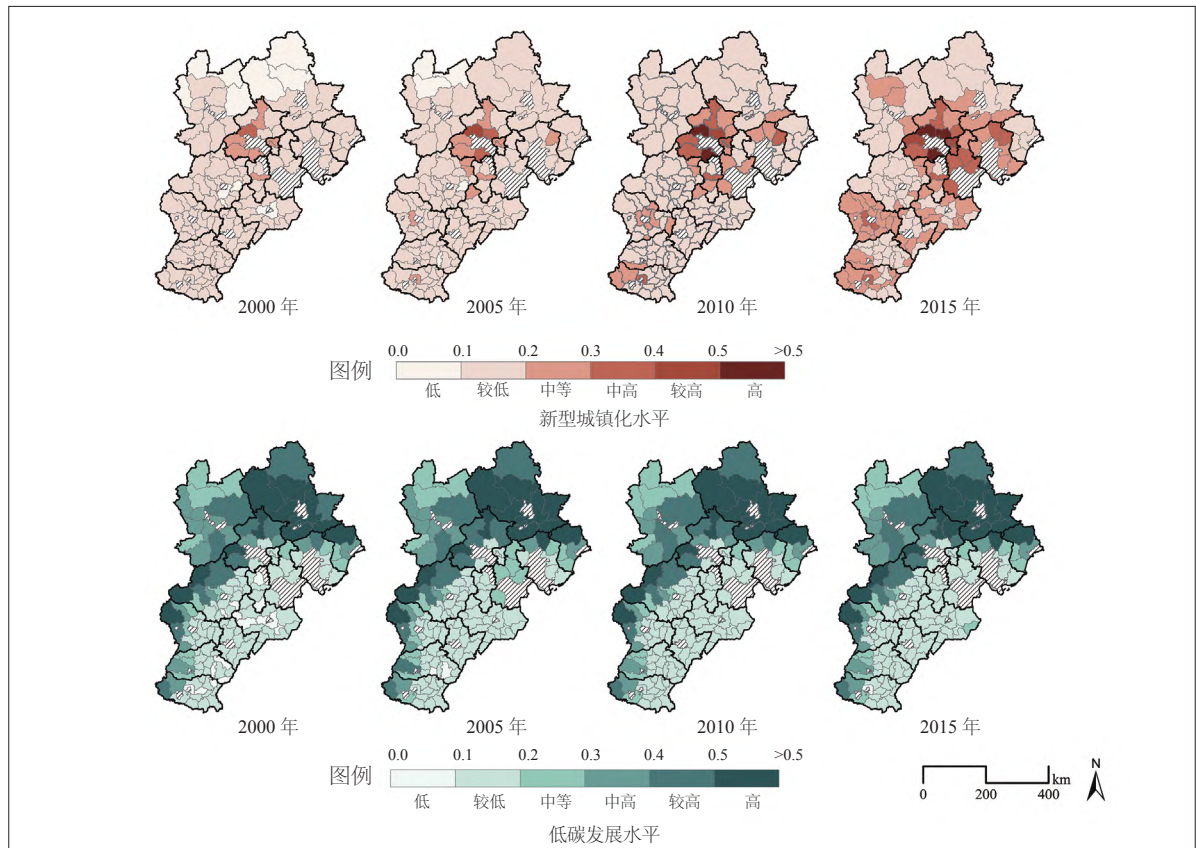 2000 年
2005 年
2010 年
2015 年
0.0 0.1 0.2 0.3 0.4 0.5 >0.5
图例
低 较低 中等 中高 较高 高
新型城镇化水平
2000 年
2005 年
2010 年
2015 年
0.0 0.1 0.2 0.3 0.4 0.5 >0.5
图例
低 较低 中等 中高 较高 高
低碳发展水平
km
0 200 400
N